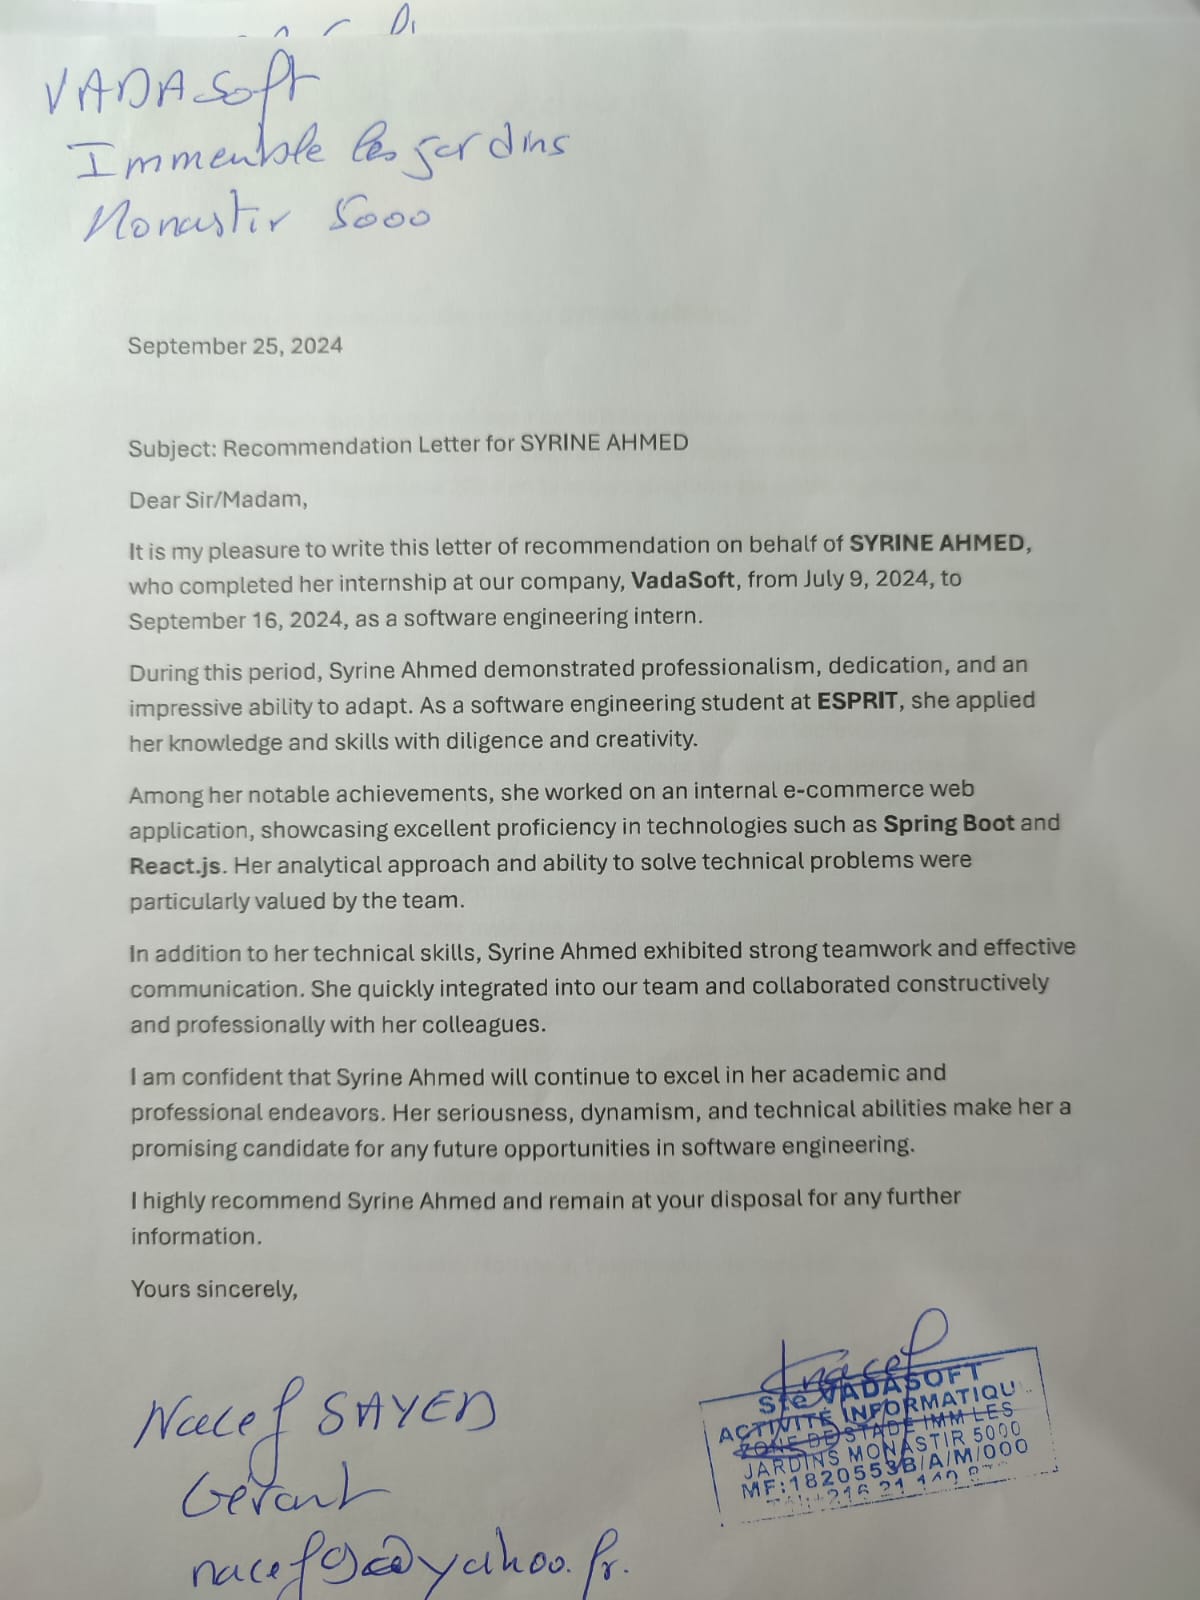 VADASoft
Immeuble les jardins
Monastir 5000
September 25, 2024
Subject: Recommendation Letter for SYRINE AHMED
Dear Sir/Madam,
It is my pleasure to write this letter of recommendation on behalf of SYRINE AHMED,
who completed her internship at our company, VadaSoft, from July 9, 2024, to
September 16, 2024, as a software engineering intern.
During this period, Syrine Ahmed demonstrated professionalism, dedication, and an
impressive ability to adapt. As a software engineering student at ESPRIT, she applied
her knowledge and skills with diligence and creativity.
Among her notable achievements, she worked on an internal e-commerce web
application, showcasing excellent proficiency in technologies such as Spring Boot and
React.js. Her analytical approach and ability to solve technical problems were
particularly valued by the team.
In addition to her technical skills, Syrine Ahmed exhibited strong teamwork and effective
communication. She quickly integrated into our team and collaborated constructively
and professionally with her colleagues.
I am confident that Syrine Ahmed will continue to excel in her academic and
professional endeavors. Her seriousness, dynamism, and technical abilities make her a
promising candidate for any future opportunities in software engineering.
I highly recommend Syrine Ahmed and remain at your disposal for any further
information.
Yours sincerely,
Nacef SAYED
Gérant
Nacef
Ste VADASOFT
ACTIVITÉ INFORMATIQU
ZONE DE STADE IMM LES
JARDINS MONASTIR 5000
MF:1820553B/A/M/000
216 21